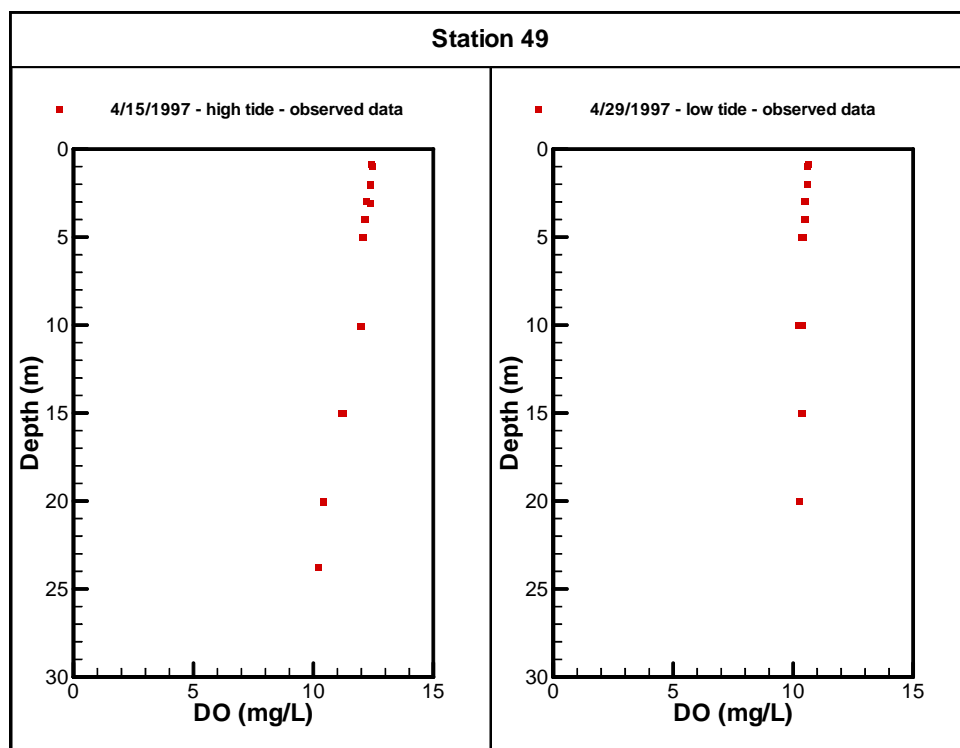 Station 49
4/15/1997 - high tide - observed data
0
5
10
15
20
25
30
Depth (m)
0 5 10 15
DO (mg/L)
4/29/1997 - low tide - observed data
0
5
10
15
20
25
30
Depth (m)
0 5 10 15
DO (mg/L)